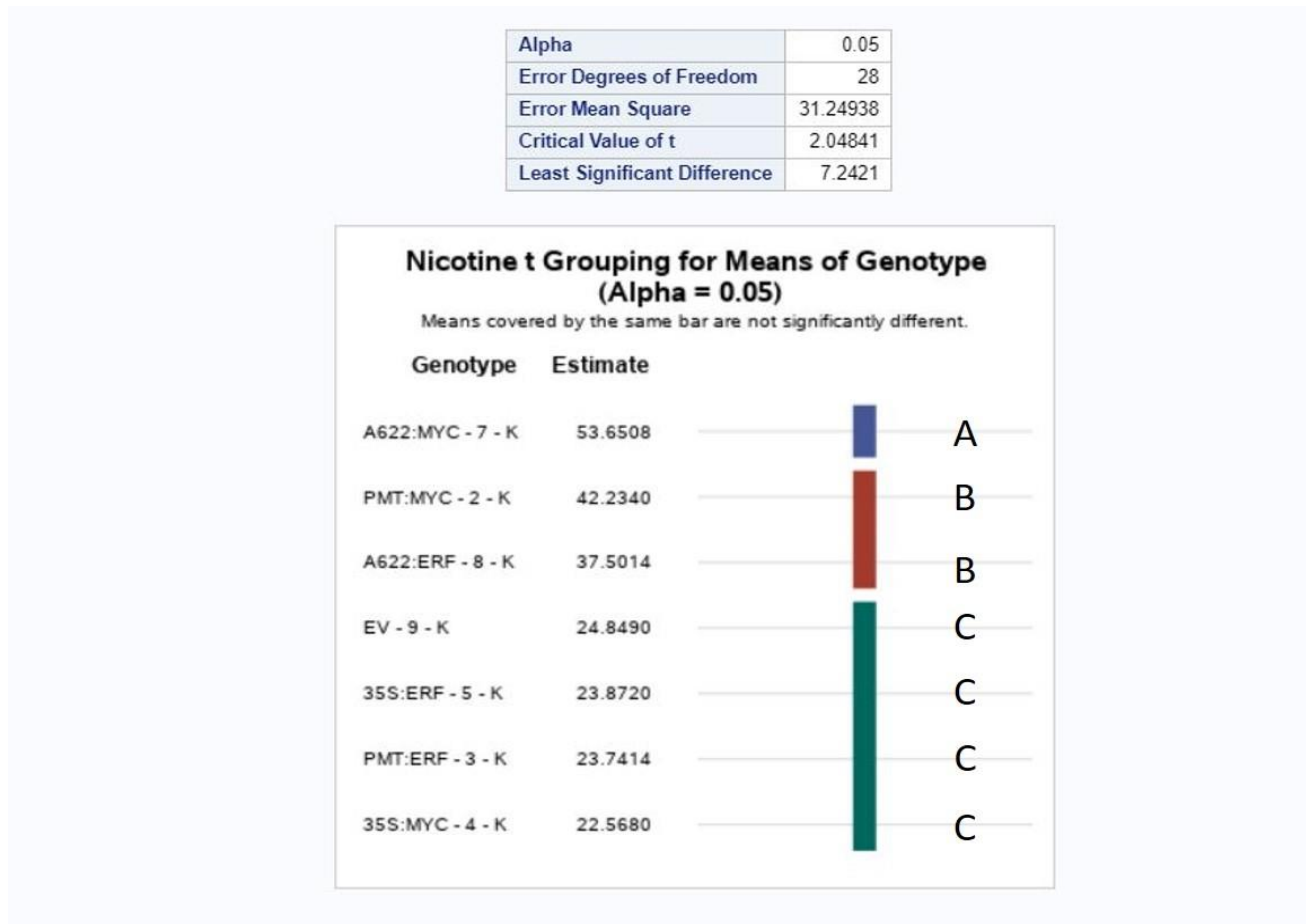 Alpha 0.05
Error Degrees of Freedom 28
Error Mean Square 31.24938
Critical Value of t 2.04841
Least Significant Difference 7.2421
Nicotine t Grouping for Means of Genotype
(Alpha = 0.05)
Means covered by the same bar are not significantly different.
Genotype Estimate
A622:MYC - 7 - K 53.6508 A
PMT:MYC - 2 - K 42.2340 B
A622:ERF - 8 - K 37.5014 B
EV - 9 - K 24.8490 C
35S:ERF - 5 - K 23.8720 C
PMT:ERF - 3 - K 23.7414 C
35S:MYC - 4 - K 22.5680 C